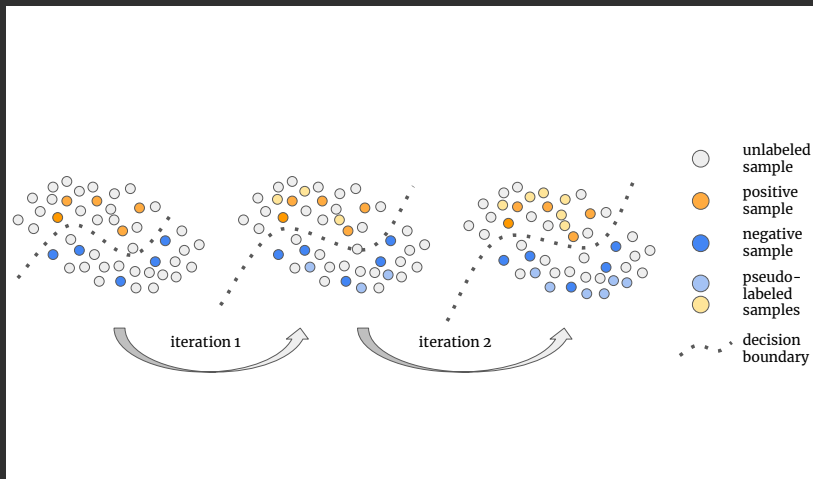 iteration 1
iteration 2
unlabeled
sample
positive
sample
negative
sample
pseudo-
labeled
samples
decision
boundary